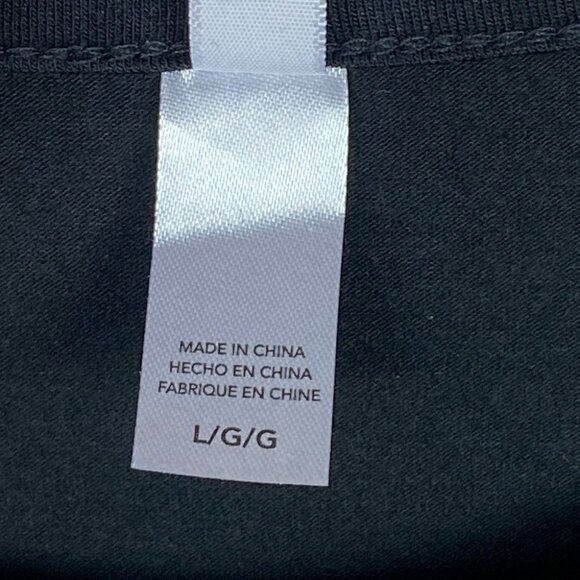 MADE IN CHINA
HECHO EN CHINA
FABRIQUE EN CHINE
L/G/G